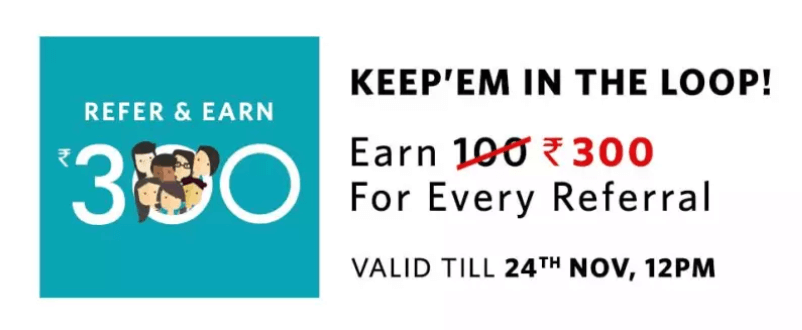 REFER & EARN
₹300
KEEP'EM IN THE LOOP!
Earn 100 ₹300
For Every Referral
VALID TILL 24TH NOV, 12PM